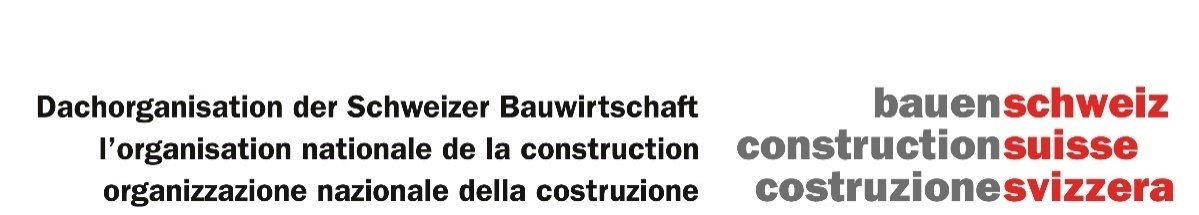 Dachorganisation der Schweizer Bauwirtschaft
l'organisation nationale de la construction
organizzazione nazionale della costruzione
bauenschweiz
constructionsuisse
costruzionesvizzera